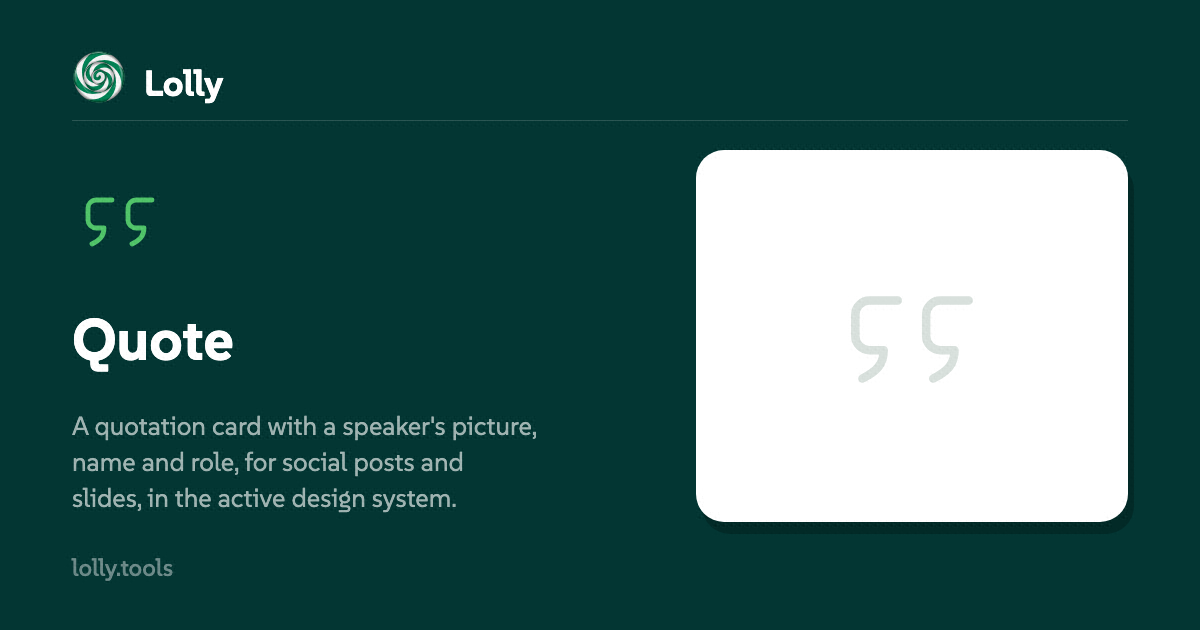 Lolly
Quote
A quotation card with a speaker's picture,
name and role, for social posts and
slides, in the active design system.
lolly.tools